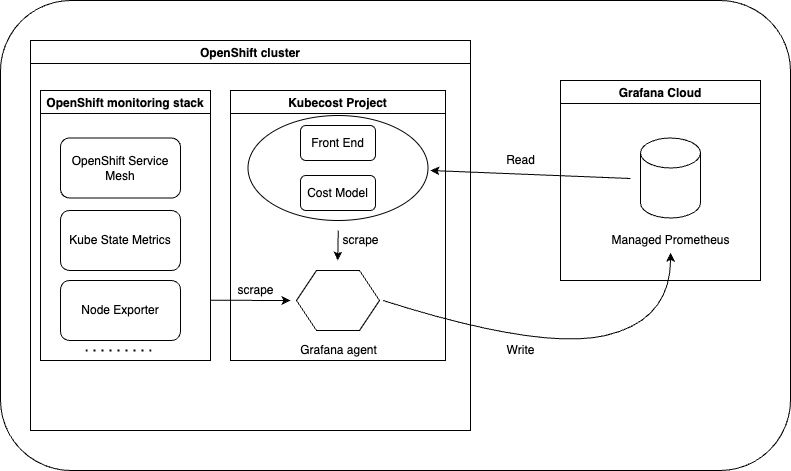 OpenShift cluster
OpenShift monitoring stack
OpenShift Service
Mesh
Kube State Metrics
Node Exporter
. . . . . . . . .
Kubecost Project
Front End
Cost Model
scrape
scrape
Grafana agent
Read
Write
Grafana Cloud
Managed Prometheus